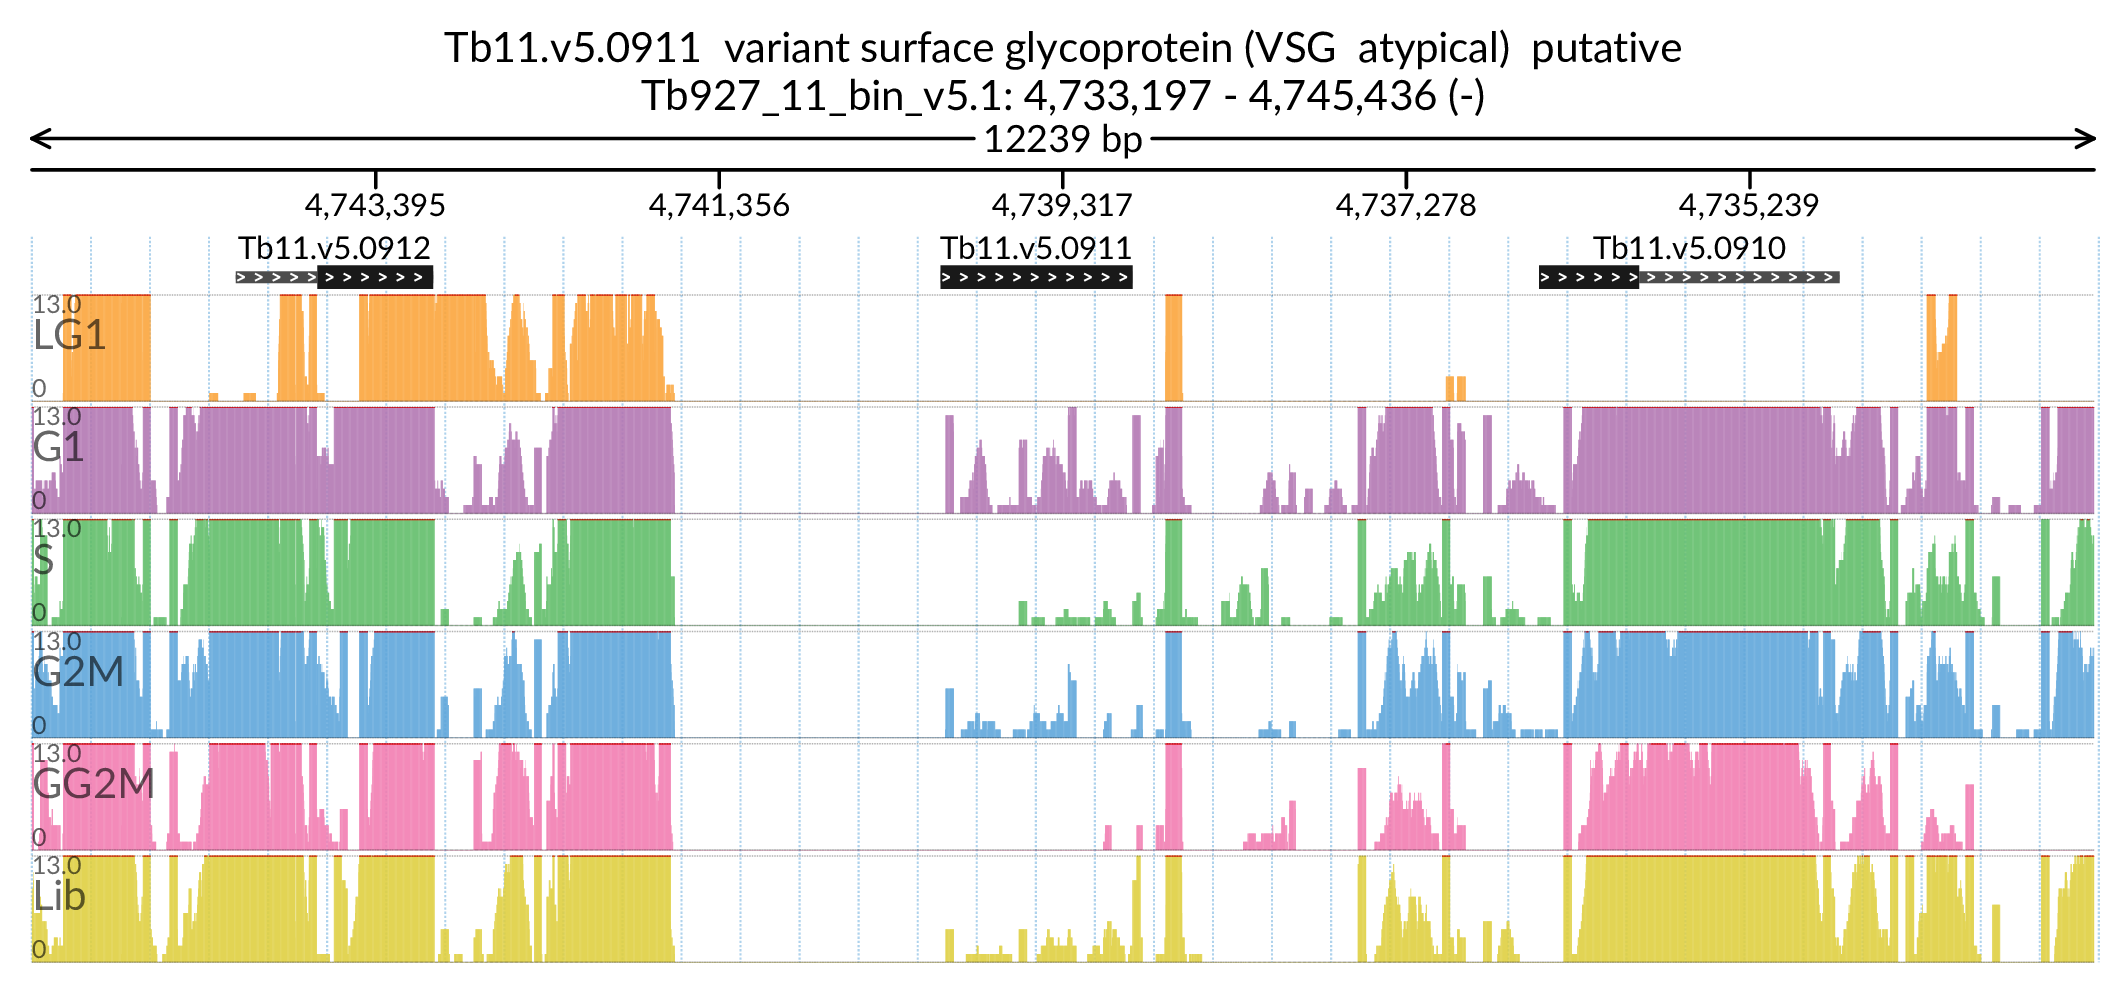 Tb11.v5.0911  variant surface glycoprotein (VSG  atypical)  putative
Tb927_11_bin_v5.1: 4,733,197 - 4,745,436 (-)
12239 bp
4,743,395 4,741,356 4,739,317 4,737,278 4,735,239
Tb11.v5.0912 Tb11.v5.0911 Tb11.v5.0910
13.0
LG1
0
13.0
G1
0
13.0
S
0
13.0
G2M
0
13.0
GG2M
0
13.0
Lib
0